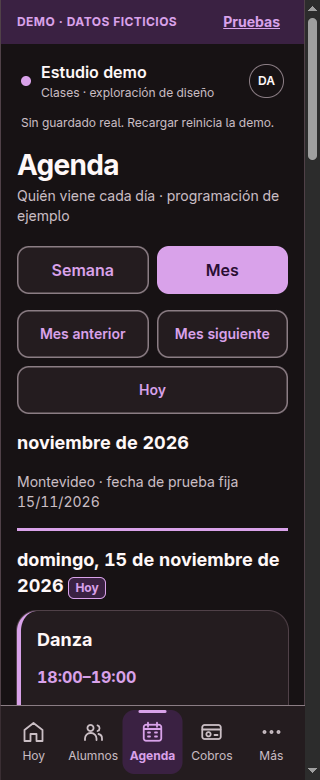 DEMO · DATOS FICTICIOS
Pruebas
Estudio demo
Clases · exploración de diseño
DA
Sin guardado real. Recargar reinicia la demo.
Agenda
Quién viene cada día · programación de
ejemplo
Semana
Mes
Mes anterior
Mes siguiente
Hoy
noviembre de 2026
Montevideo · fecha de prueba fija
15/11/2026
domingo, 15 de noviembre de
2026 Hoy
Danza
18:00–19:00
Hoy
Alumnos
Agenda
Cobros
Más